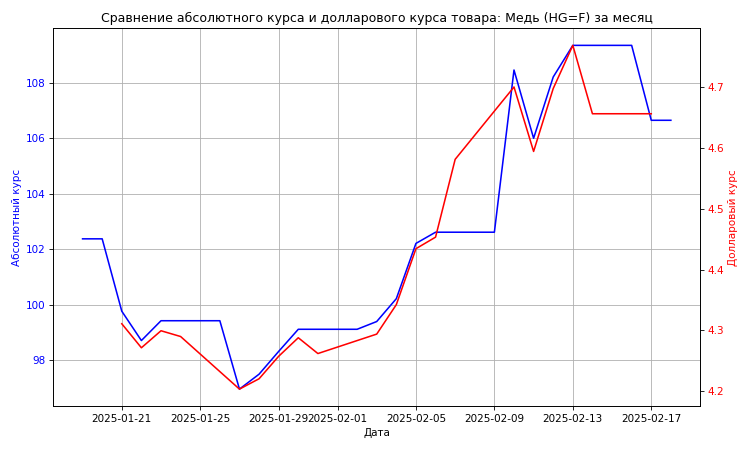 Сравнение абсолютного курса и долларового курса товара: Медь (HG=F) за месяц
Абсолютный курс
108
106
104
102
100
98
4.7
4.6
4.5
4.4
4.3
4.2
Долларовый курс
2025-01-21 2025-01-25 2025-01-29 2025-02-01 2025-02-05 2025-02-09 2025-02-13 2025-02-17
Дата